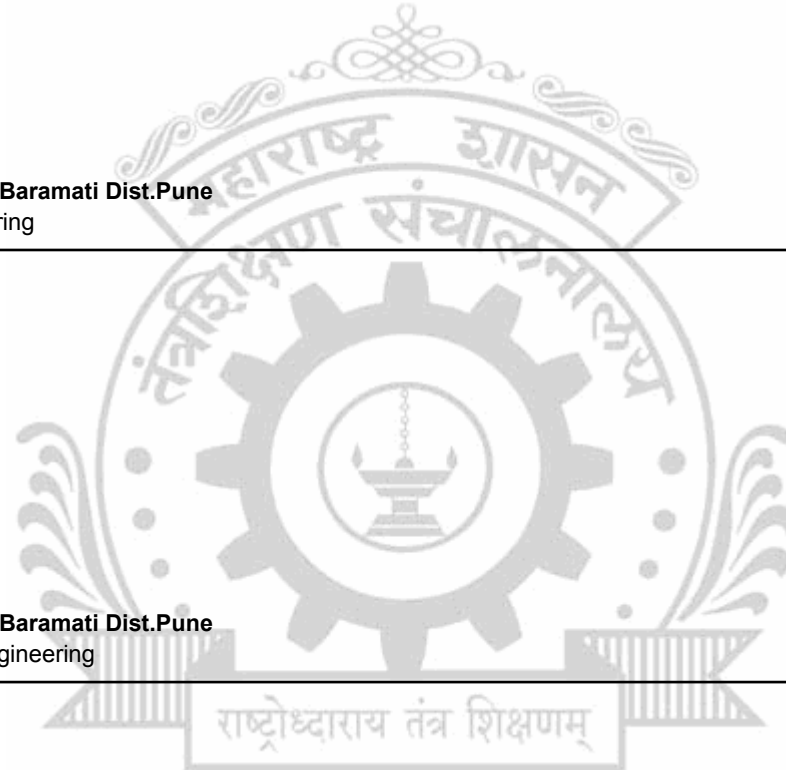 महाराष्ट्र शासन
Baramati Dist.Pune
ring
तंत्रशिक्षण संचालनालय
Baramati Dist.Pune
gineering
राष्ट्रोध्दाराय तंत्र शिक्षणम्